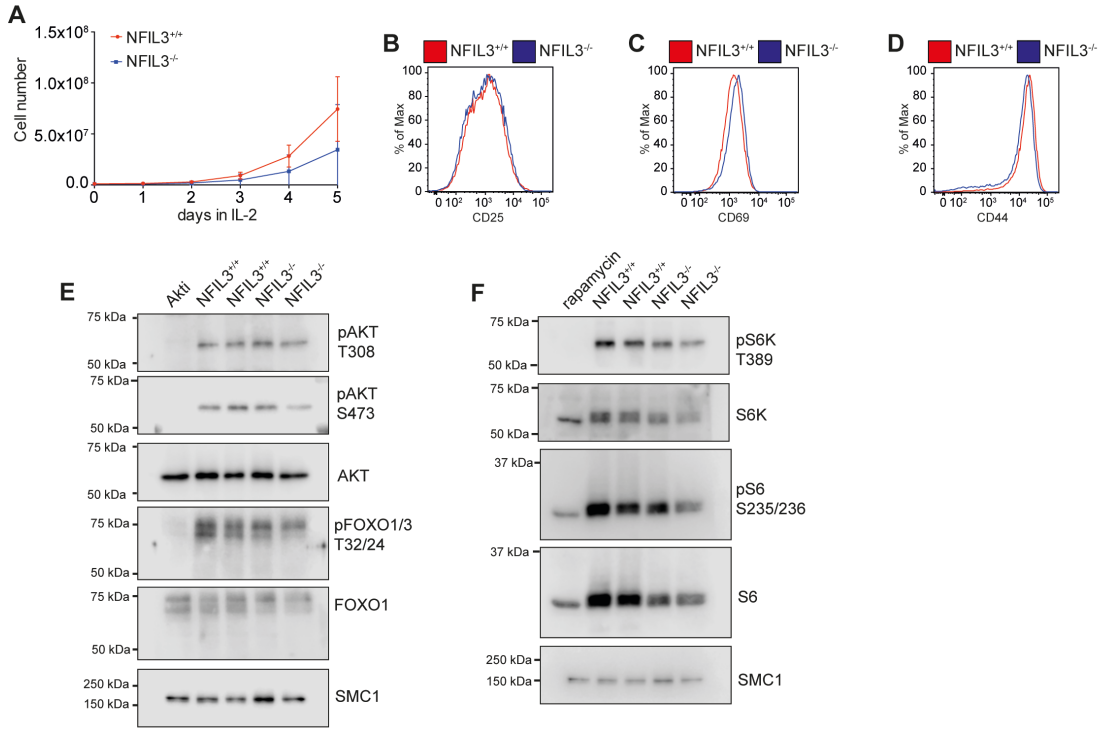 A
1.5x10⁸
1.0x10⁸
5.0x10⁷
0.0
Cell number
NFIL3+/+
NFIL3-/-
0 1 2 3 4 5
days in IL-2
B
NFIL3+/+ NFIL3-/-
100
80
60
40
20
0
% of Max
0 10² 10³ 10⁴ 10⁵
CD25
C
NFIL3+/+ NFIL3-/-
100
80
60
40
20
0
% of Max
0 10² 10³ 10⁴ 10⁵
CD69
D
NFIL3+/+ NFIL3-/-
100
80
60
40
20
0
% of Max
0 10² 10³ 10⁴ 10⁵
CD44
E
Akti NFIL3+/+ NFIL3+/+ NFIL3-/- NFIL3-/-
75 kDa
50 kDa
pAKT
T308
75 kDa
50 kDa
pAKT
S473
75 kDa
50 kDa
AKT
75 kDa
50 kDa
pFOXO1/3
T32/24
75 kDa
50 kDa
FOXO1
250 kDa
150 kDa
SMC1
F
rapamycin NFIL3+/+ NFIL3+/+ NFIL3-/- NFIL3-/-
75 kDa
50 kDa
pS6K
T389
75 kDa
50 kDa
S6K
37 kDa
pS6
S235/236
37 kDa
S6
250 kDa
150 kDa
SMC1